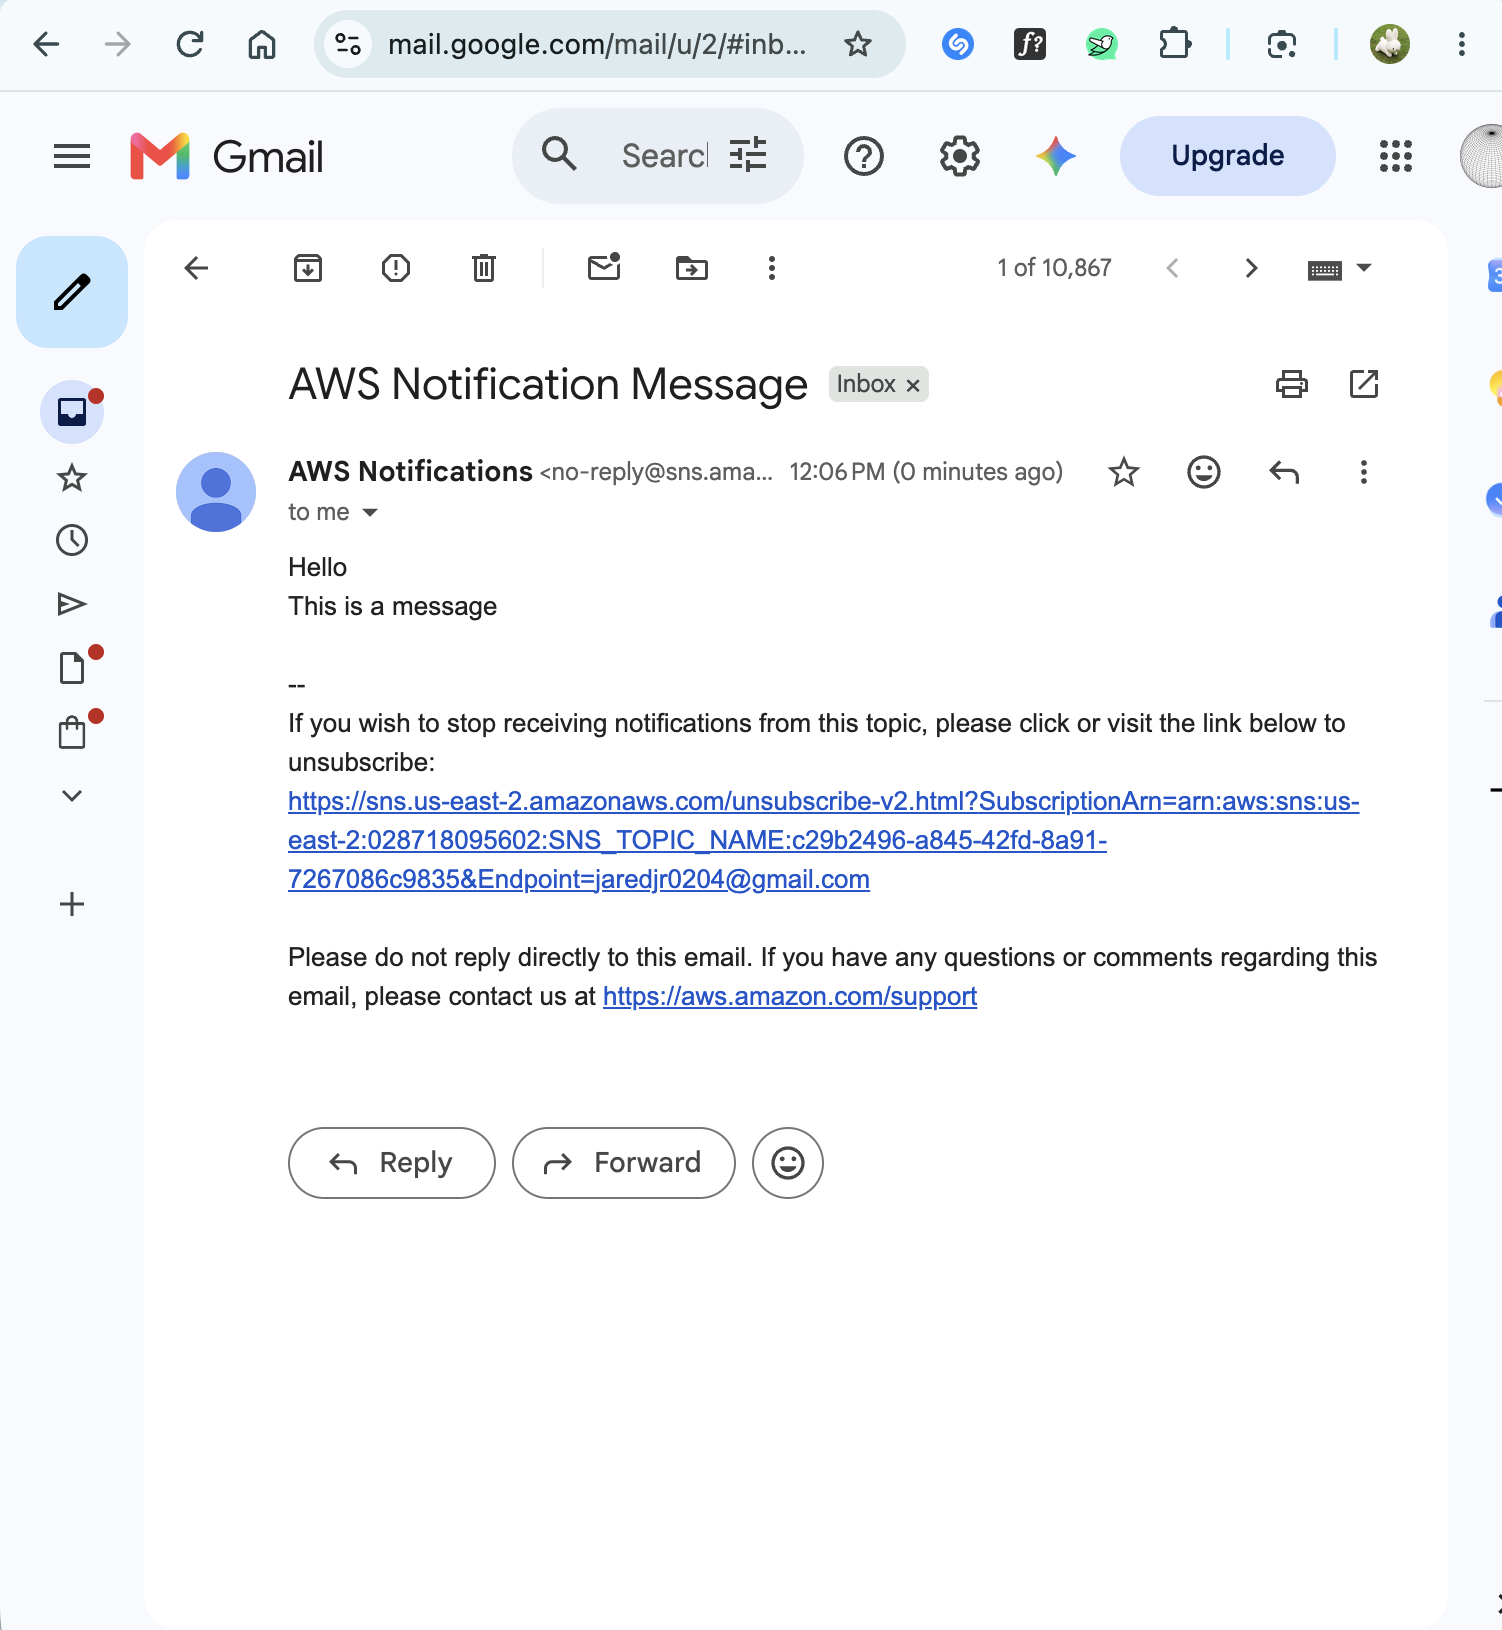 mail.google.com/mail/u/2/#inb...
Gmail
Searc
Upgrade
1 of 10,867
AWS Notification Message
Inbox ×
AWS Notifications <no-reply@sns.ama... 12:06 PM (0 minutes ago)
to me
Hello
This is a message
--
If you wish to stop receiving notifications from this topic, please click or visit the link below to
unsubscribe:
https://sns.us-east-2.amazonaws.com/unsubscribe-v2.html?SubscriptionArn=arn:aws:sns:us-
east-2:028718095602:SNS_TOPIC_NAME:c29b2496-a845-42fd-8a91-
7267086c9835&Endpoint=jaredjr0204@gmail.com
Please do not reply directly to this email. If you have any questions or comments regarding this
email, please contact us at https://aws.amazon.com/support
Reply
Forward